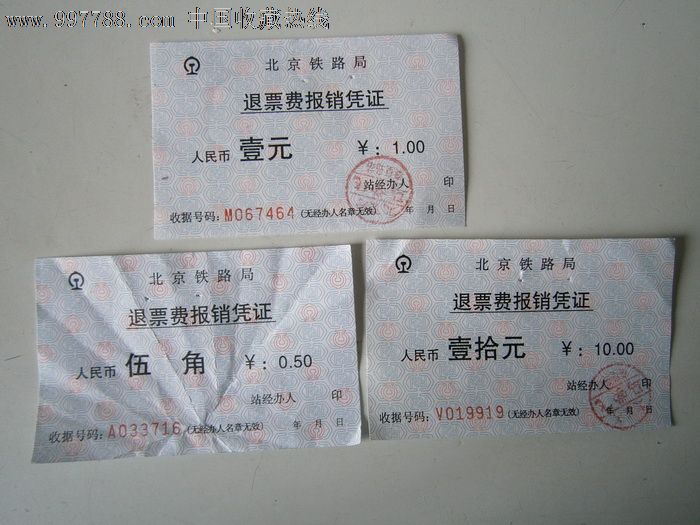 www.997788.com 中国收藏热线
北京铁路局
退票费报销凭证
人民币 壹元 ¥: 1.00
站经办人 印
收据号码: M067464 (无经办人名章无效) 年 月 日
北京铁路局
退票费报销凭证
人民币 伍 角 ¥: 0.50
站经办人 印
收据号码: A033716 (无经办人名章无效) 年 月 日
北京铁路局
退票费报销凭证
人民币 壹拾元 ¥: 10.00
站经办人 印
收据号码: V019919 (无经办人名章无效) 年 月 日